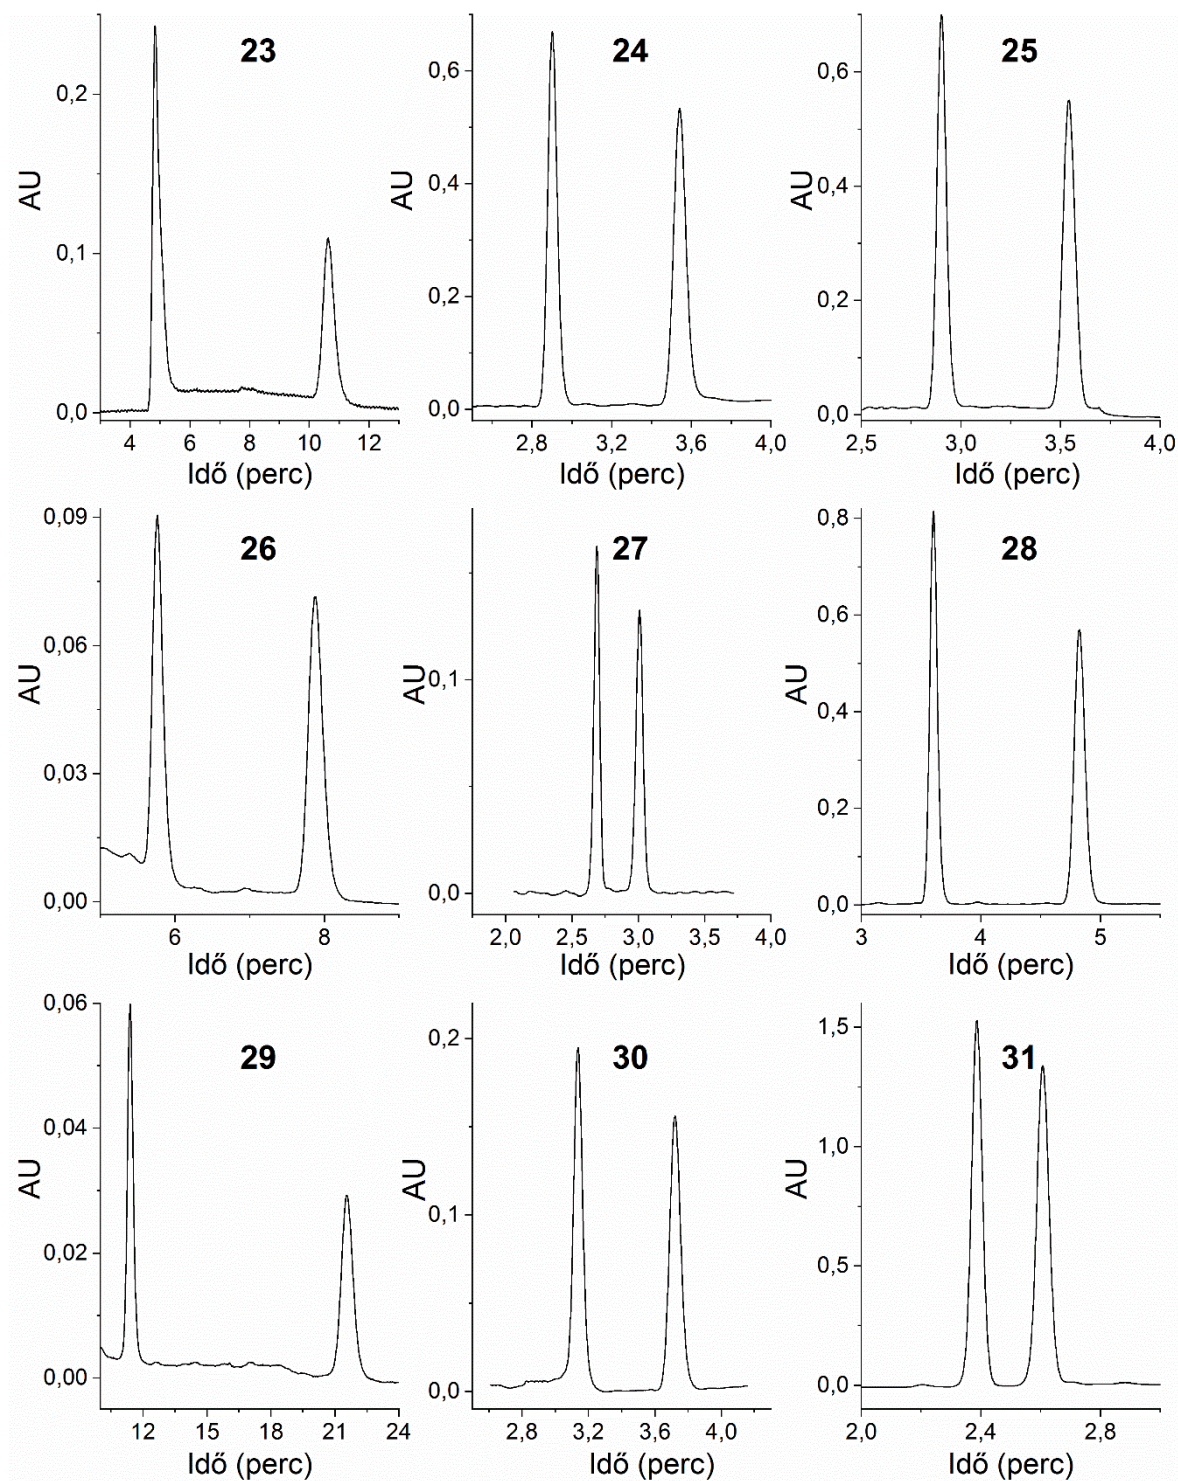 23
24
25
0,2
0,1
0,0
AU
4 6 8 10 12
Idő (perc)
0,6
0,4
0,2
0,0
AU
2,8 3,2 3,6 4,0
Idő (perc)
0,6
0,4
0,2
0,0
AU
2,5 3,0 3,5 4,0
Idő (perc)
26
27
28
0,09
0,06
0,03
0,00
AU
6 8
Idő (perc)
0,1
0,0
AU
2,0 2,5 3,0 3,5 4,0
Idő (perc)
0,8
0,6
0,4
0,2
0,0
AU
3 4 5
Idő (perc)
29
30
31
0,06
0,04
0,02
0,00
AU
12 15 18 21 24
Idő (perc)
0,2
0,1
0,0
AU
2,8 3,2 3,6 4,0
Idő (perc)
1,5
1,0
0,5
0,0
AU
2,0 2,4 2,8
Idő (perc)